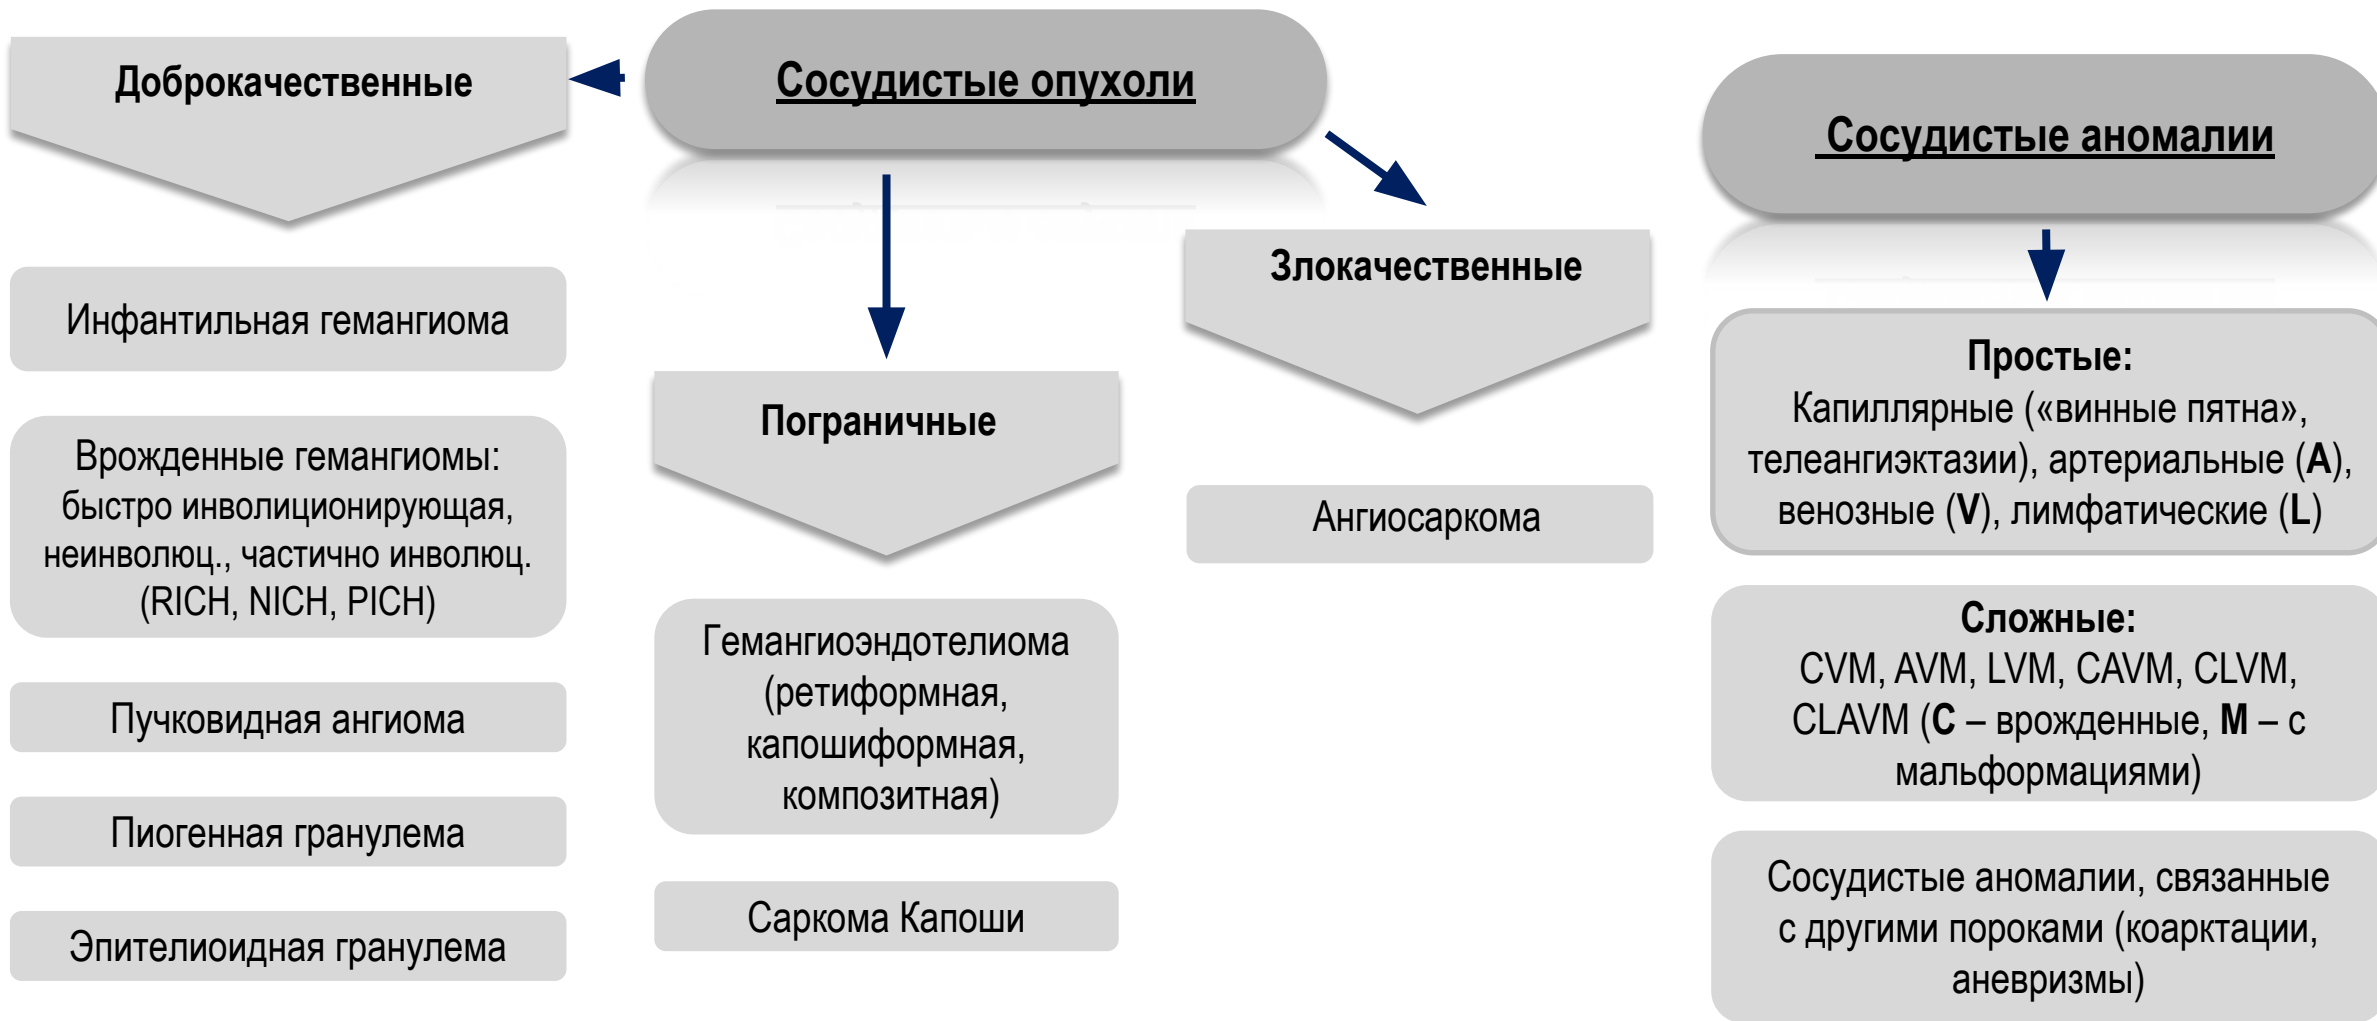 Сосудистые опухоли
Доброкачественные
Инфантильная гемангиома
Врожденные гемангиомы:
быстро инволиционирующая,
неинволюц., частично инволюц.
(RICH, NICH, PICH)
Пучковидная ангиома
Пиогенная гранулема
Эпителиоидная гранулема
Пограничные
Гемангиоэндотелиома
(ретиформная,
капошиформная,
композитная)
Саркома Капоши
Злокачественные
Ангиосаркома
Сосудистые аномалии
Простые:
Капиллярные («винные пятна»,
телеангиэктазии), артериальные (A),
венозные (V), лимфатические (L)
Сложные:
CVM, AVM, LVM, CAVM, CLVM,
CLAVM (C – врожденные, M – с
мальформациями)
Сосудистые аномалии, связанные
с другими пороками (коарктации,
аневризмы)